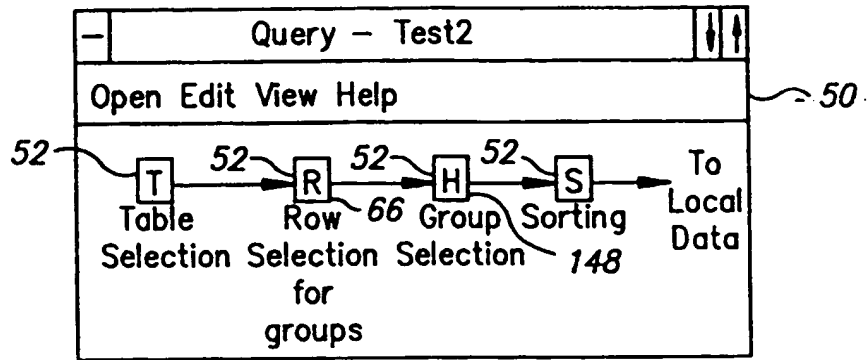 Query - Test2
Open Edit View Help
50
52 52 52 52
T R H S
To Local Data
Table Selection
Row Selection for groups
66
Group Selection
148
Sorting